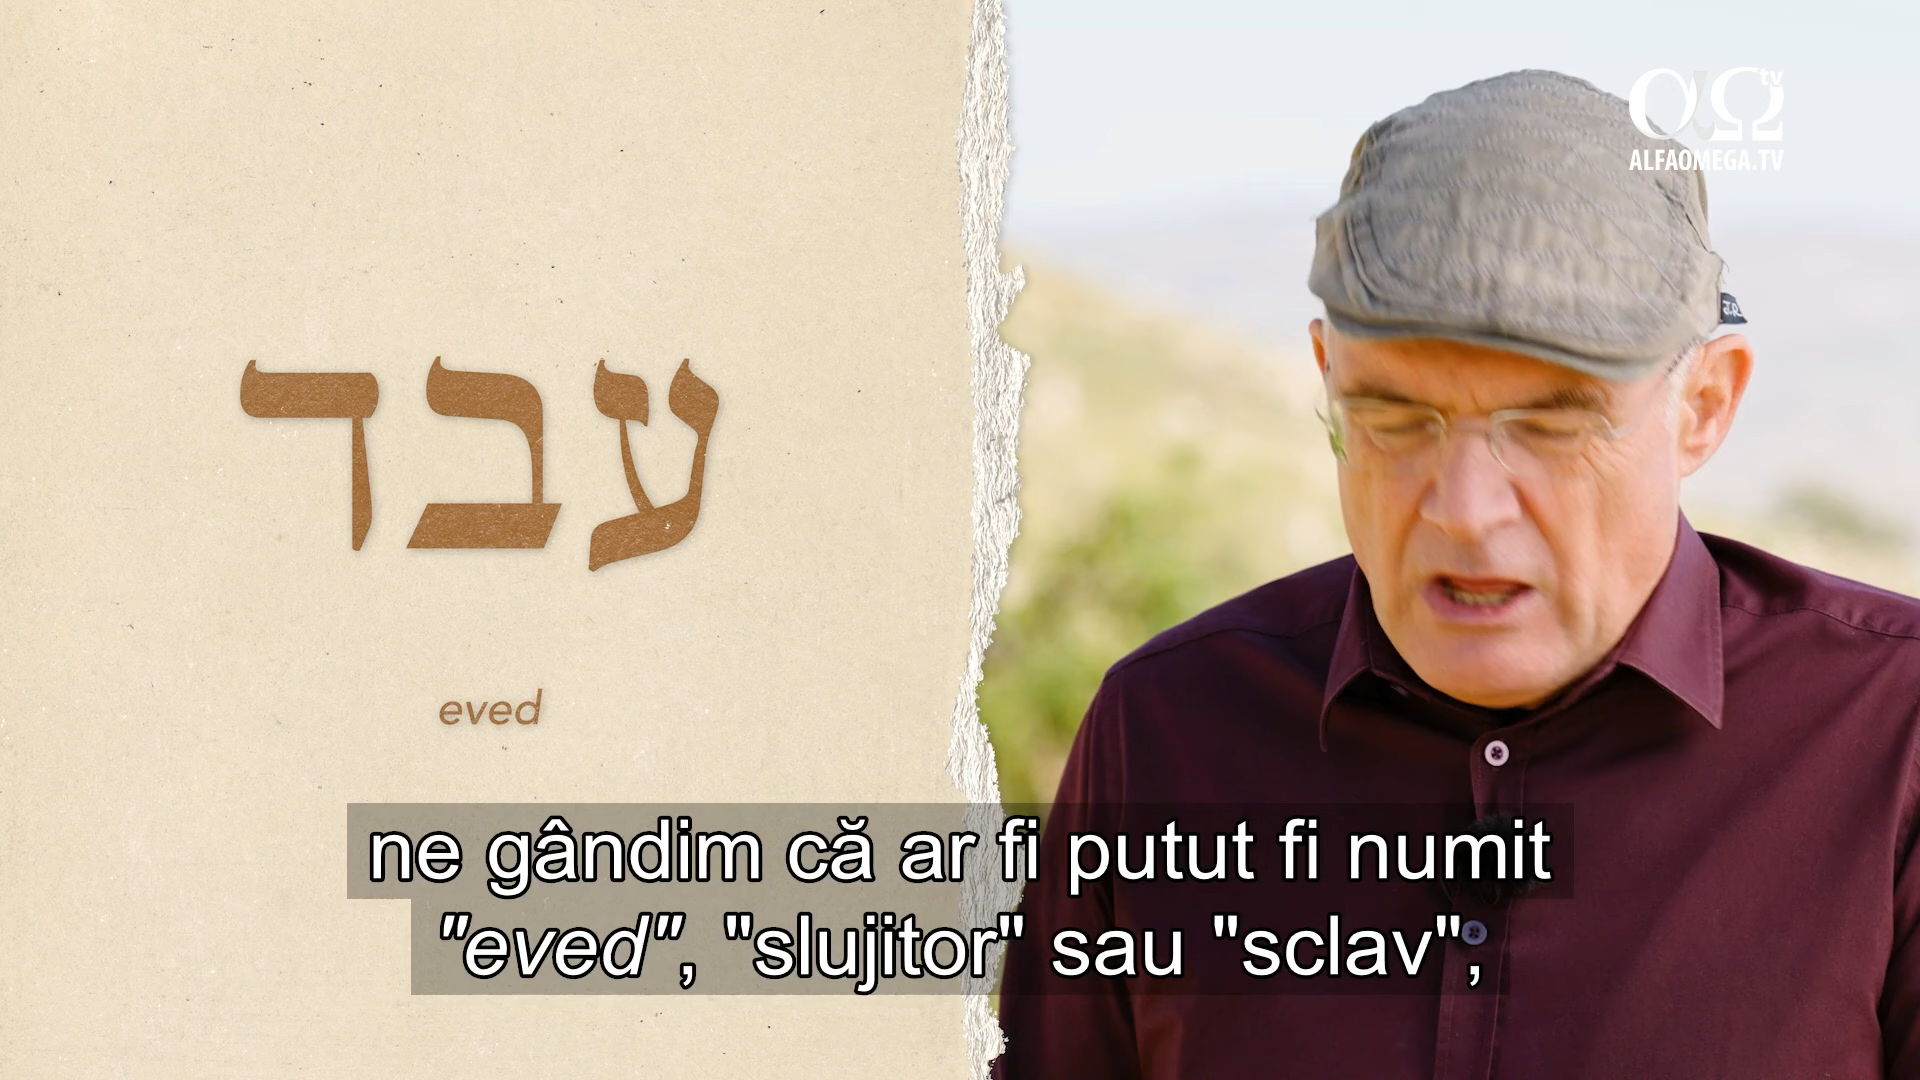 עבד
eved
αΩ tv
ALFAOMEGA.TV
ne gândim că ar fi putut fi numit
"eved", "slujitor" sau "sclav",